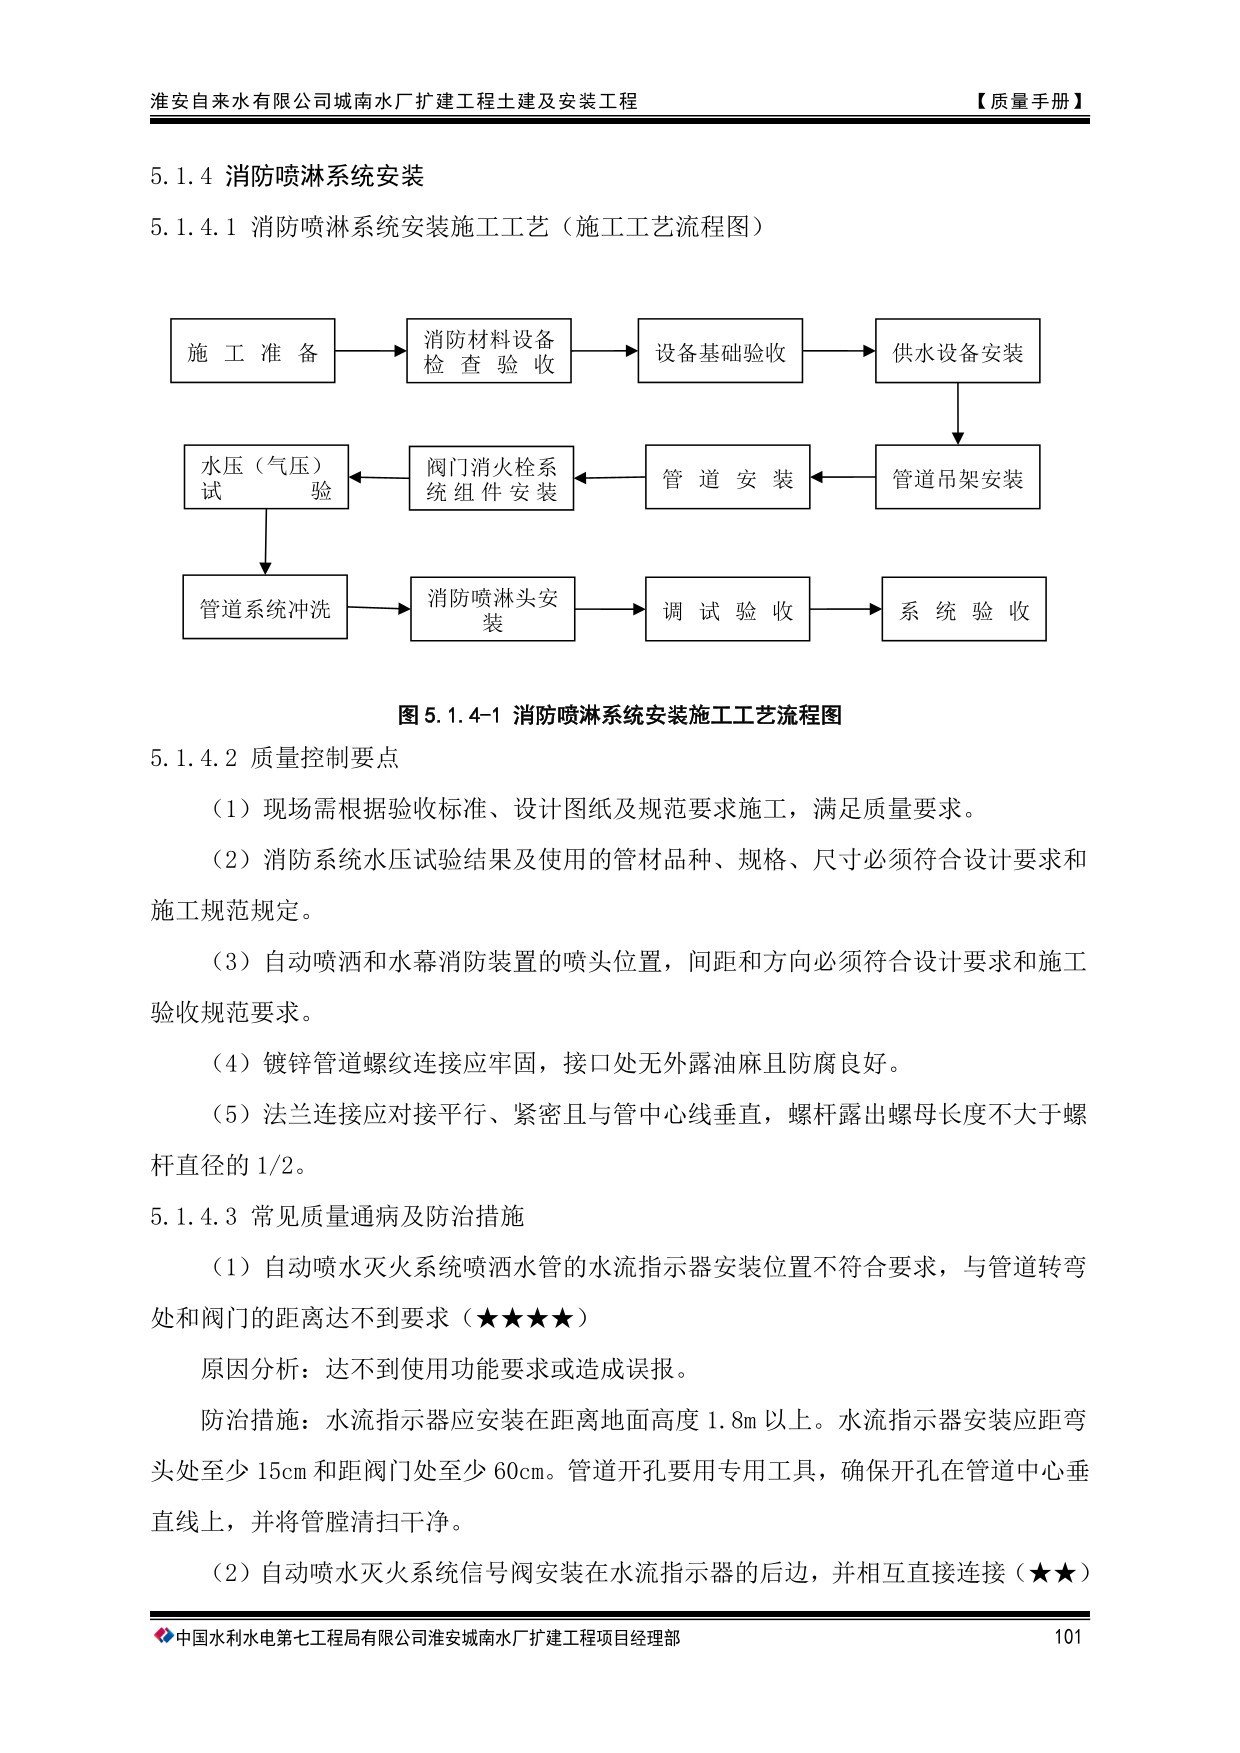 淮安自来水有限公司城南水厂扩建工程土建及安装工程 【质量手册】
5.1.4 消防喷淋系统安装
5.1.4.1 消防喷淋系统安装施工工艺（施工工艺流程图）
施 工 准 备
消防材料设备
检 查 验 收
设备基础验收
供水设备安装
水压（气压）
试 验
阀门消火栓系
统组件安装
管 道 安 装
管道吊架安装
管道系统冲洗
消防喷淋头安
装
调 试 验 收
系 统 验 收
图 5.1.4-1 消防喷淋系统安装施工工艺流程图
5.1.4.2 质量控制要点
（1）现场需根据验收标准、设计图纸及规范要求施工，满足质量要求。
（2）消防系统水压试验结果及使用的管材品种、规格、尺寸必须符合设计要求和
施工规范规定。
（3）自动喷洒和水幕消防装置的喷头位置，间距和方向必须符合设计要求和施工
验收规范要求。
（4）镀锌管道螺纹连接应牢固，接口处无外露油麻且防腐良好。
（5）法兰连接应对接平行、紧密且与管中心线垂直，螺杆露出螺母长度不大于螺
杆直径的 1/2。
5.1.4.3 常见质量通病及防治措施
（1）自动喷水灭火系统喷洒水管的水流指示器安装位置不符合要求，与管道转弯
处和阀门的距离达不到要求（★★★★）
原因分析：达不到使用功能要求或造成误报。
防治措施：水流指示器应安装在距离地面高度 1.8m 以上。水流指示器安装应距弯
头处至少 15cm 和距阀门处至少 60cm。管道开孔要用专用工具，确保开孔在管道中心垂
直线上，并将管膛清扫干净。
（2）自动喷水灭火系统信号阀安装在水流指示器的后边，并相互直接连接（★★）
中国水利水电第七工程局有限公司淮安城南水厂扩建工程项目经理部 101